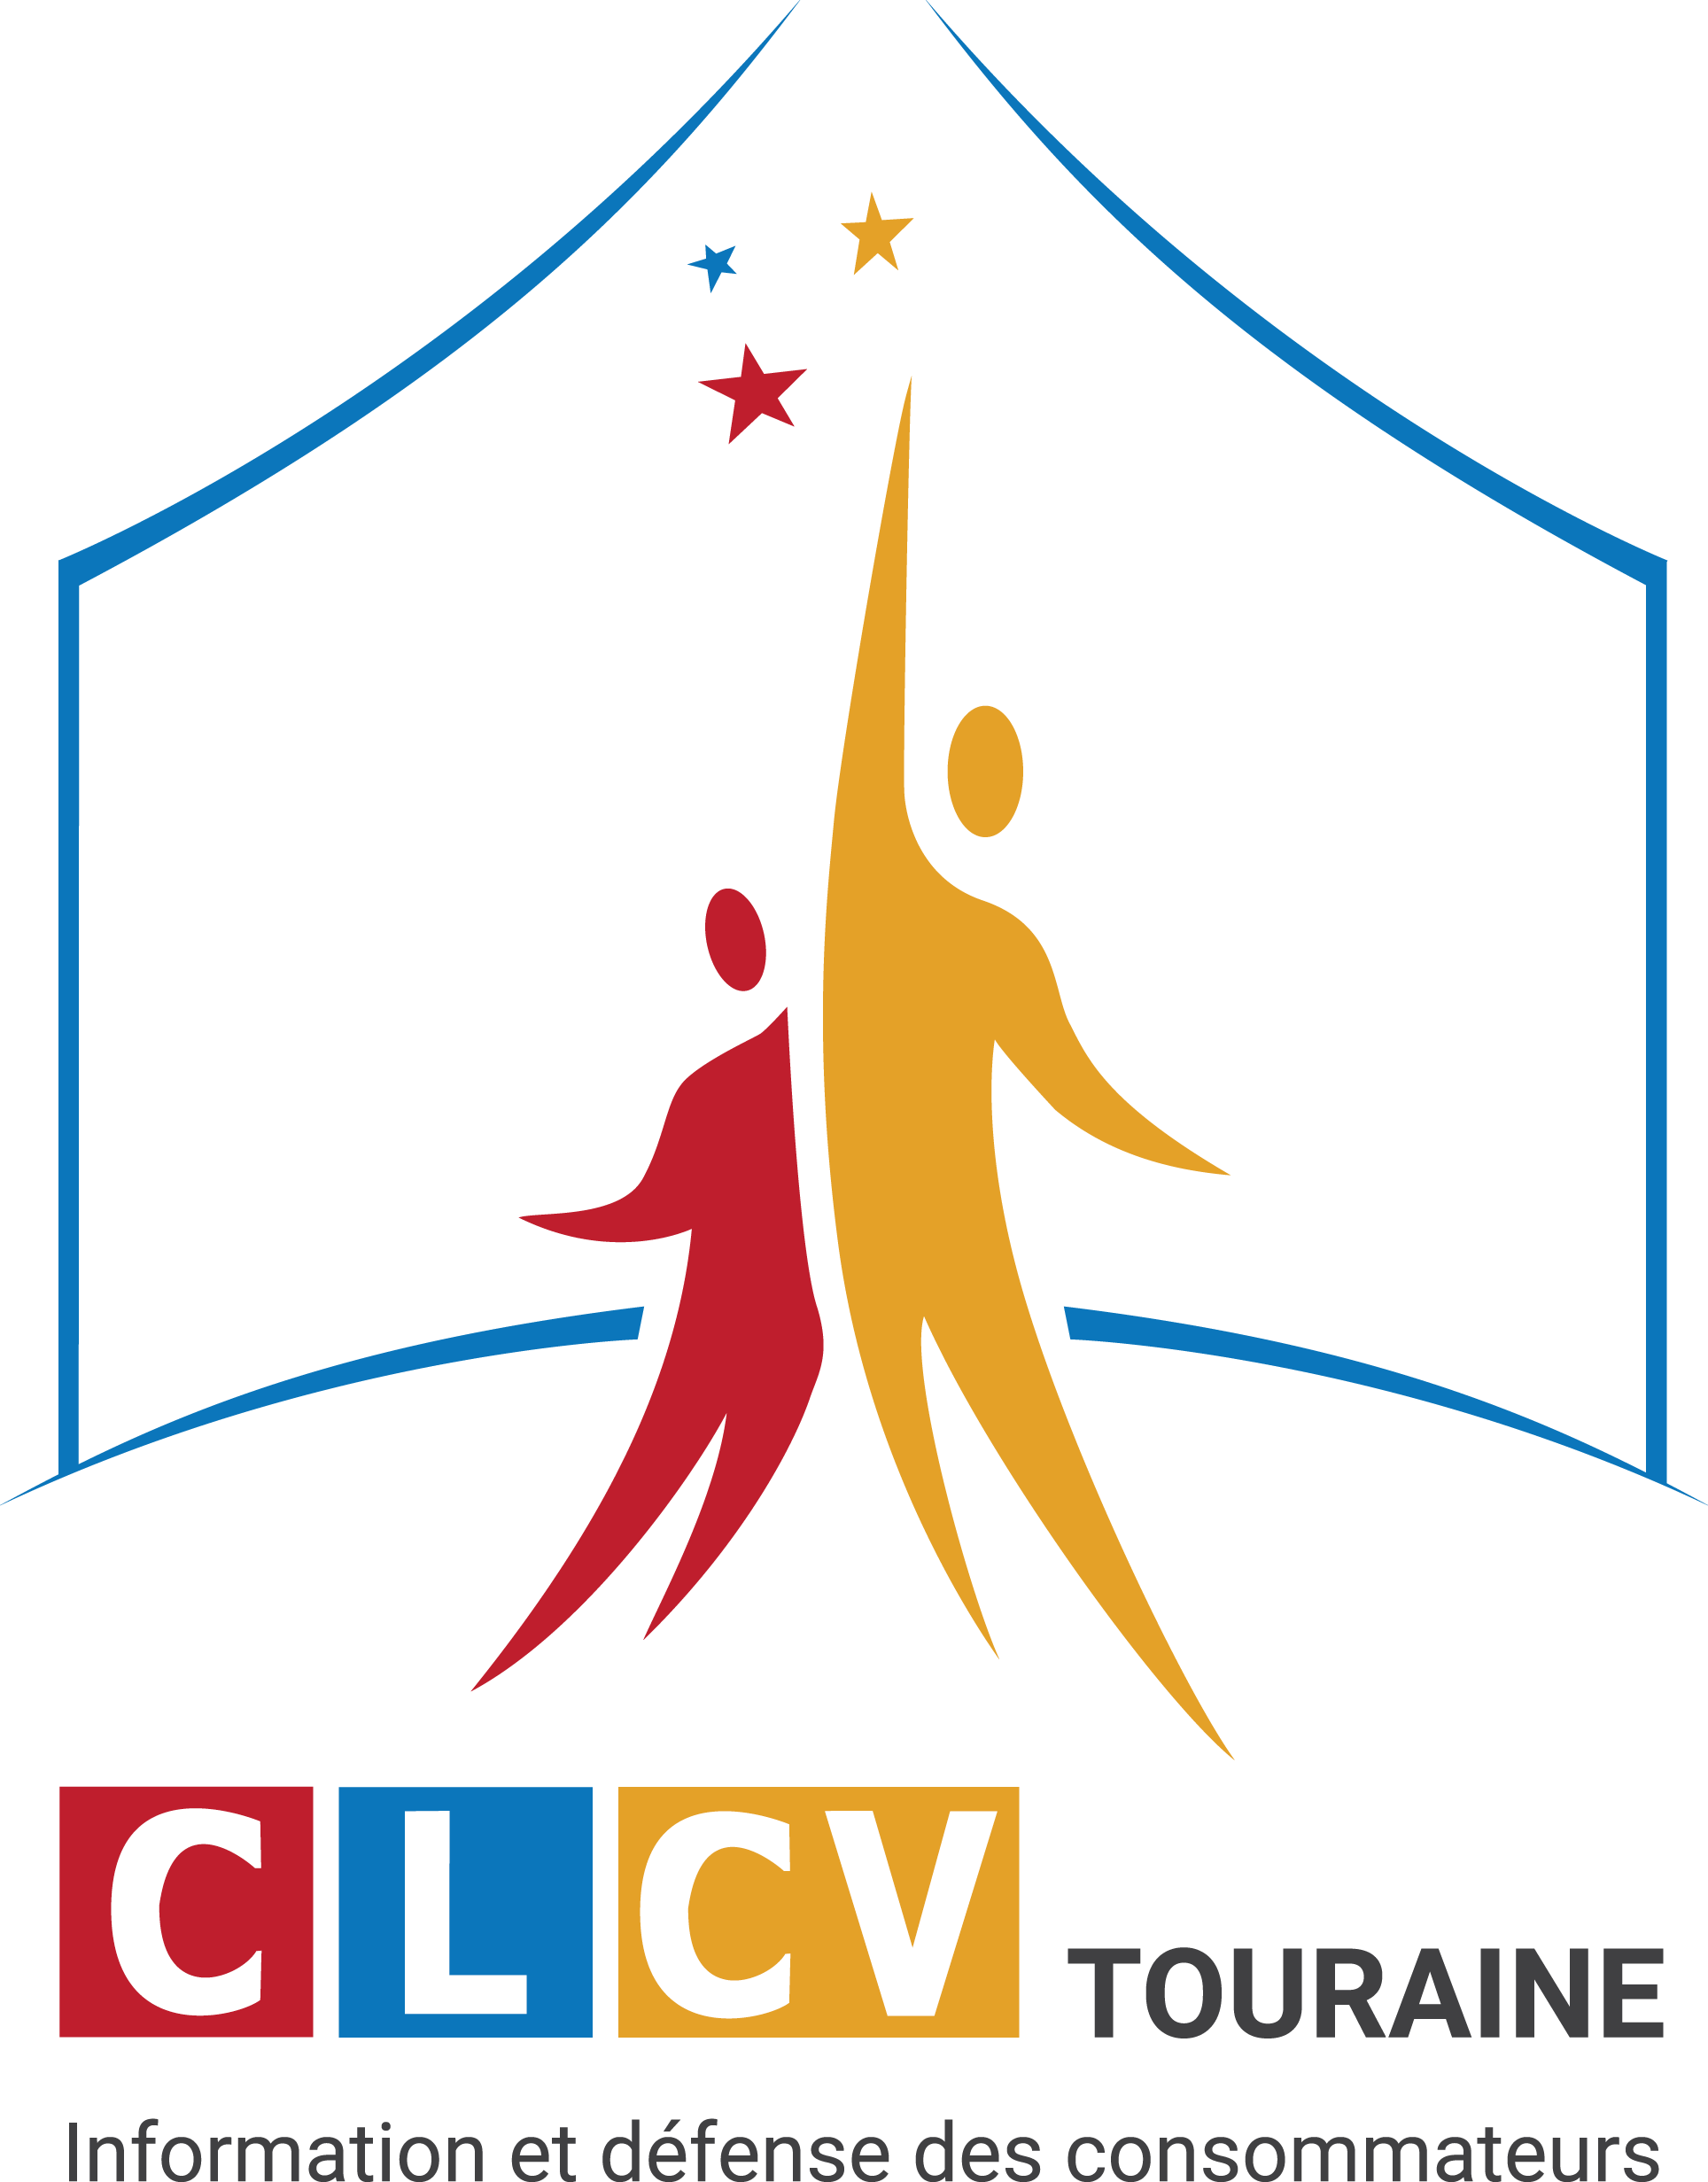 CLCV TOURAINE
Information et défense des consommateurs